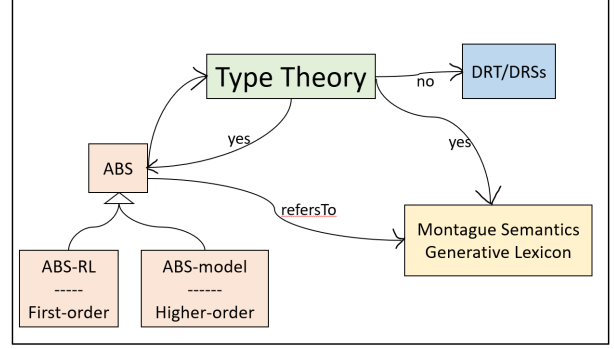 Type Theory
DRT/DRSs
no
yes
yes
ABS
refersTo
Montague Semantics
Generative Lexicon
ABS-RL
-----
First-order
ABS-model
------
Higher-order